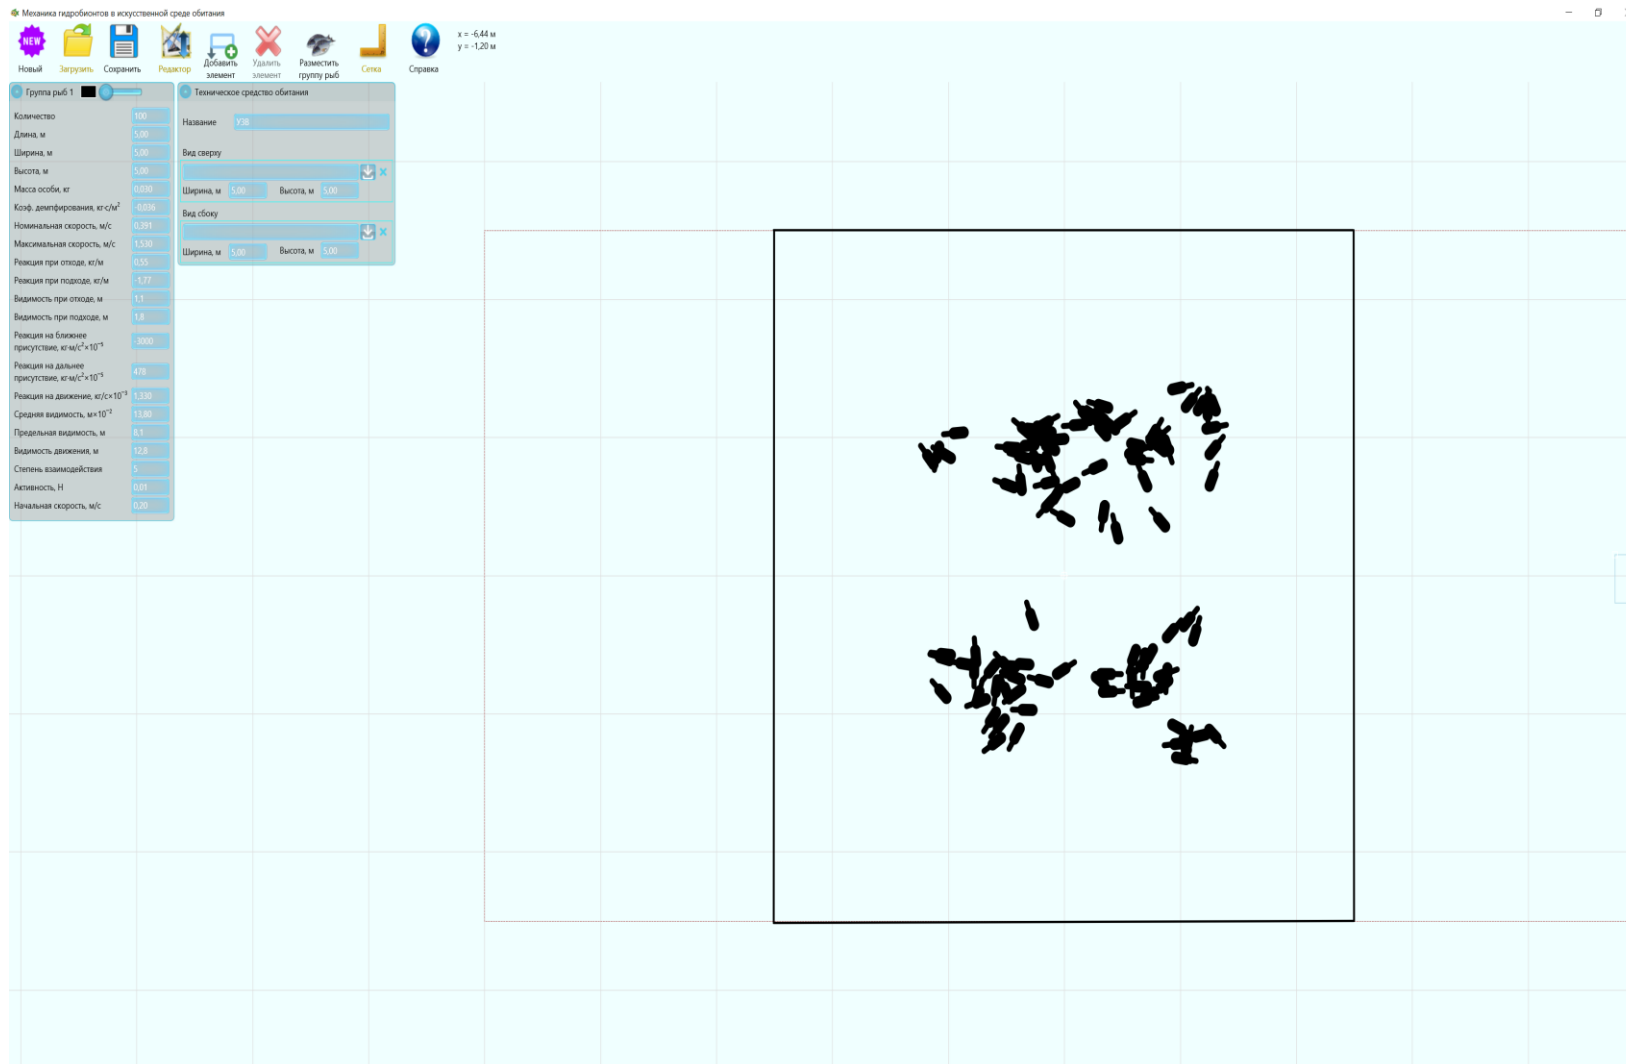 Механика гидробионтов в искусственной среде обитания
NEW
Новый
Загрузить
Сохранить
Редактор
Добавить
элемент
Удалить
элемент
Разместить
группу рыб
Сетка
?
Справка
x = -6,44 м
y = -1,20 м
Группа рыб 1
Количество 100
Длина, м 5,00
Ширина, м 5,00
Высота, м 5,00
Масса особи, кг 0,030
Коэф. демпфирования, кг·с/м² -0,036
Номинальная скорость, м/с 0,391
Максимальная скорость, м/с 1,530
Реакция при отходе, кг/м 0,55
Реакция при подходе, кг/м -1,77
Видимость при отходе, м 1,1
Видимость при подходе, м 1,8
Реакция на ближнее
присутствие, кг·м/с²×10⁻⁵ -3000
Реакция на дальнее
присутствие, кг·м/с²×10⁻⁵ 478
Реакция на движение, кг/с×10⁻³ 1,330
Средняя видимость, м×10⁻² 13,80
Предельная видимость, м 8,1
Видимость движения, м 12,8
Степень взаимодействия 5
Активность, Н 0,01
Начальная скорость, м/с 0,20
Техническое средство обитания
Название УЗВ
Вид сверху
Ширина, м 5,00 Высота, м 5,00
Вид сбоку
Ширина, м 5,00 Высота, м 5,00